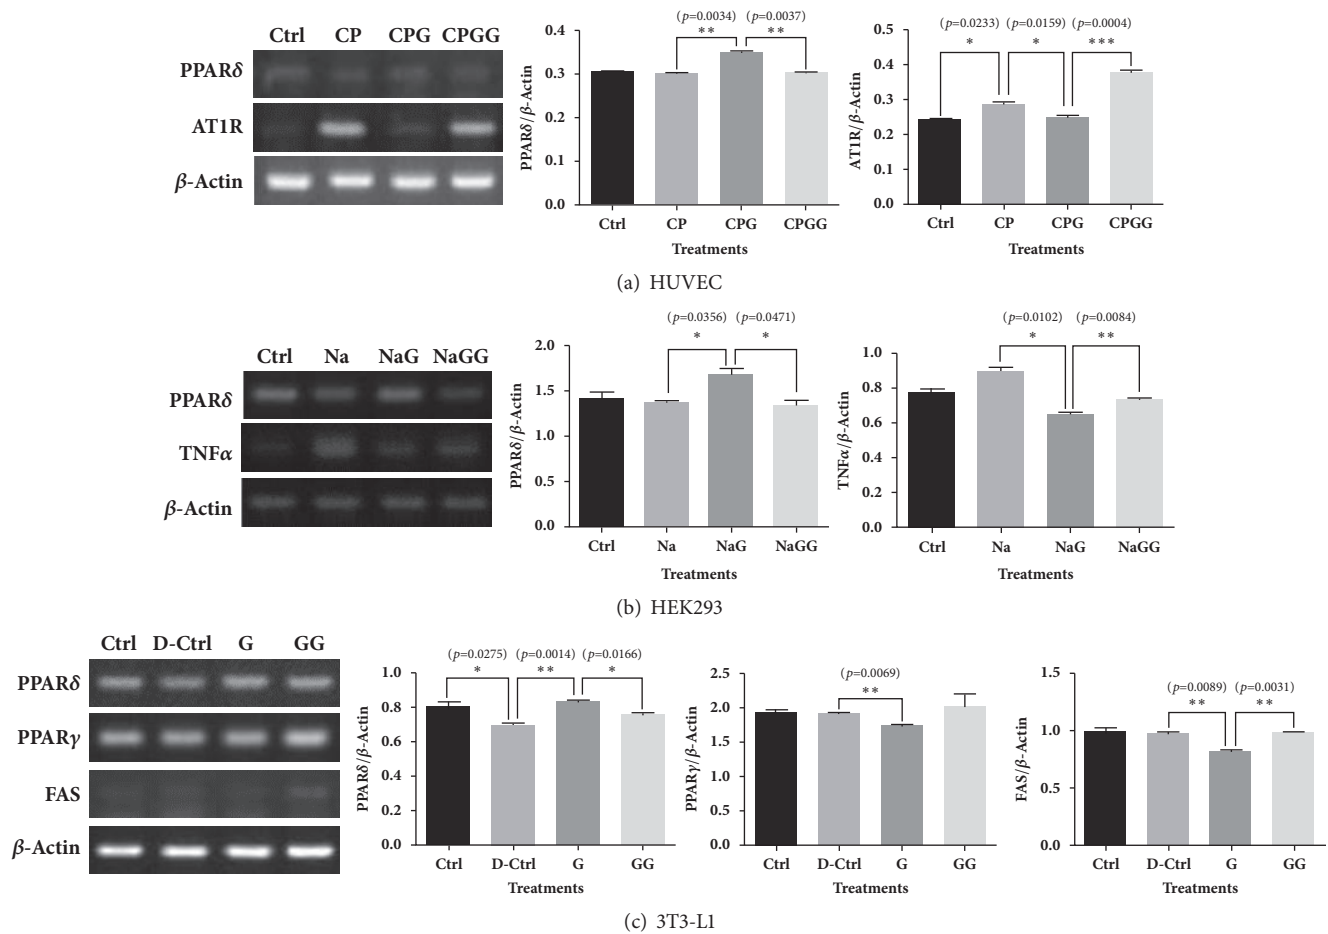 Ctrl CP CPG CPGG
PPARδ
AT1R
β-Actin
(p=0.0034) (p=0.0037)
** **
PPARδ/β-Actin
0.4
0.3
0.2
0.1
0.0
Ctrl CP CPG CPGG
Treatments
(p=0.0233) (p=0.0159) (p=0.0004)
* * ***
AT1R/β-Actin
0.5
0.4
0.3
0.2
0.1
0.0
Ctrl CP CPG CPGG
Treatments
(a) HUVEC
Ctrl Na NaG NaGG
PPARδ
TNFα
β-Actin
(p=0.0356) (p=0.0471)
* *
PPARδ/β-Actin
2.0
1.5
1.0
0.5
0.0
Ctrl Na NaG NaGG
Treatments
(p=0.0102) (p=0.0084)
* **
TNFα/β-Actin
1.0
0.8
0.6
0.4
0.2
0.0
Ctrl Na NaG NaGG
Treatments
(b) HEK293
Ctrl D-Ctrl G GG
PPARδ
PPARγ
FAS
β-Actin
(p=0.0275) (p=0.0014) (p=0.0166)
* ** *
PPARδ/β-Actin
1.0
0.8
0.6
0.4
0.2
0.0
Ctrl D-Ctrl G GG
Treatments
(p=0.0069)
**
PPARγ/β-Actin
2.5
2.0
1.5
1.0
0.5
0.0
Ctrl D-Ctrl G GG
Treatments
(p=0.0089) (p=0.0031)
** **
FAS/β-Actin
1.5
1.0
0.5
0.0
Ctrl D-Ctrl G GG
Treatments
(c) 3T3-L1